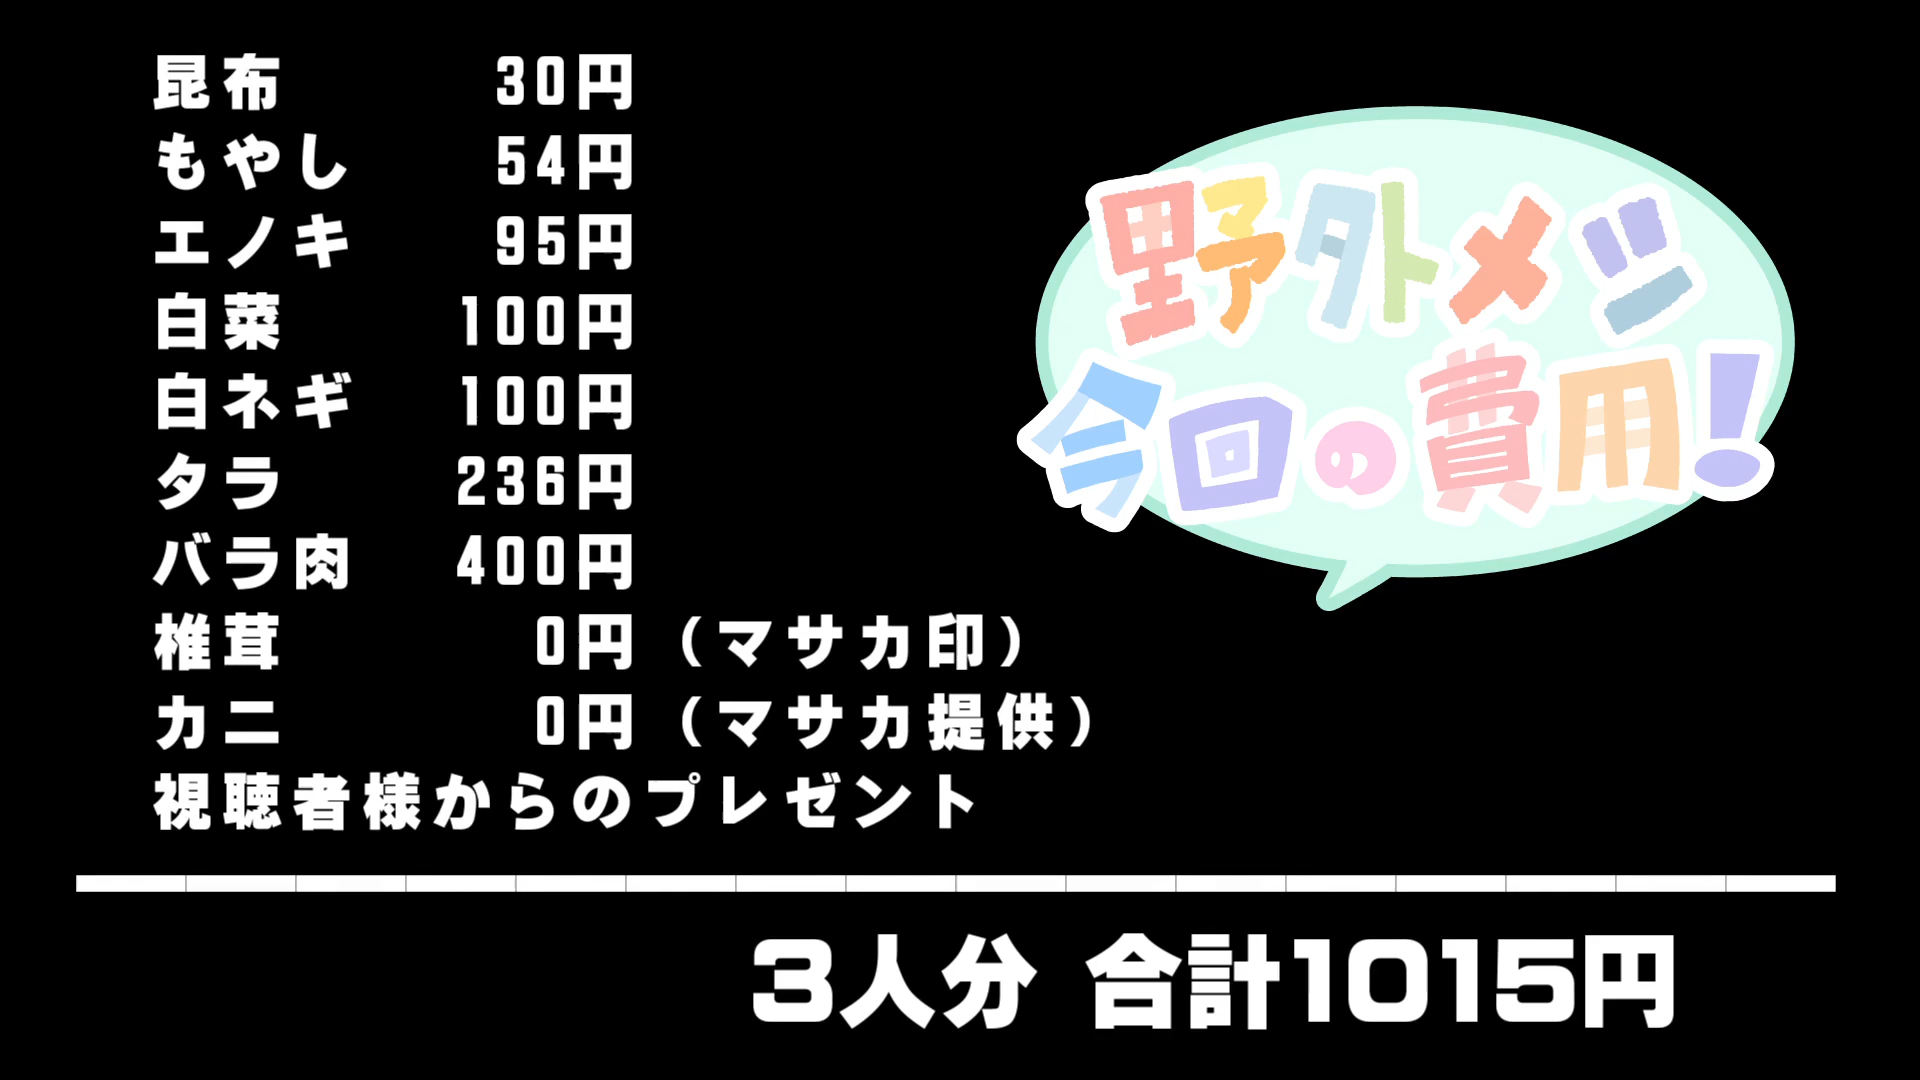 昆布 30円
もやし 54円
エノキ 95円
白菜 100円
白ネギ 100円
タラ 236円
バラ肉 400円
椎茸 0円（マサカ印）
カニ 0円（マサカ提供）
視聴者様からのプレゼント
野外メシ
今回の費用！
3人分 合計1015円